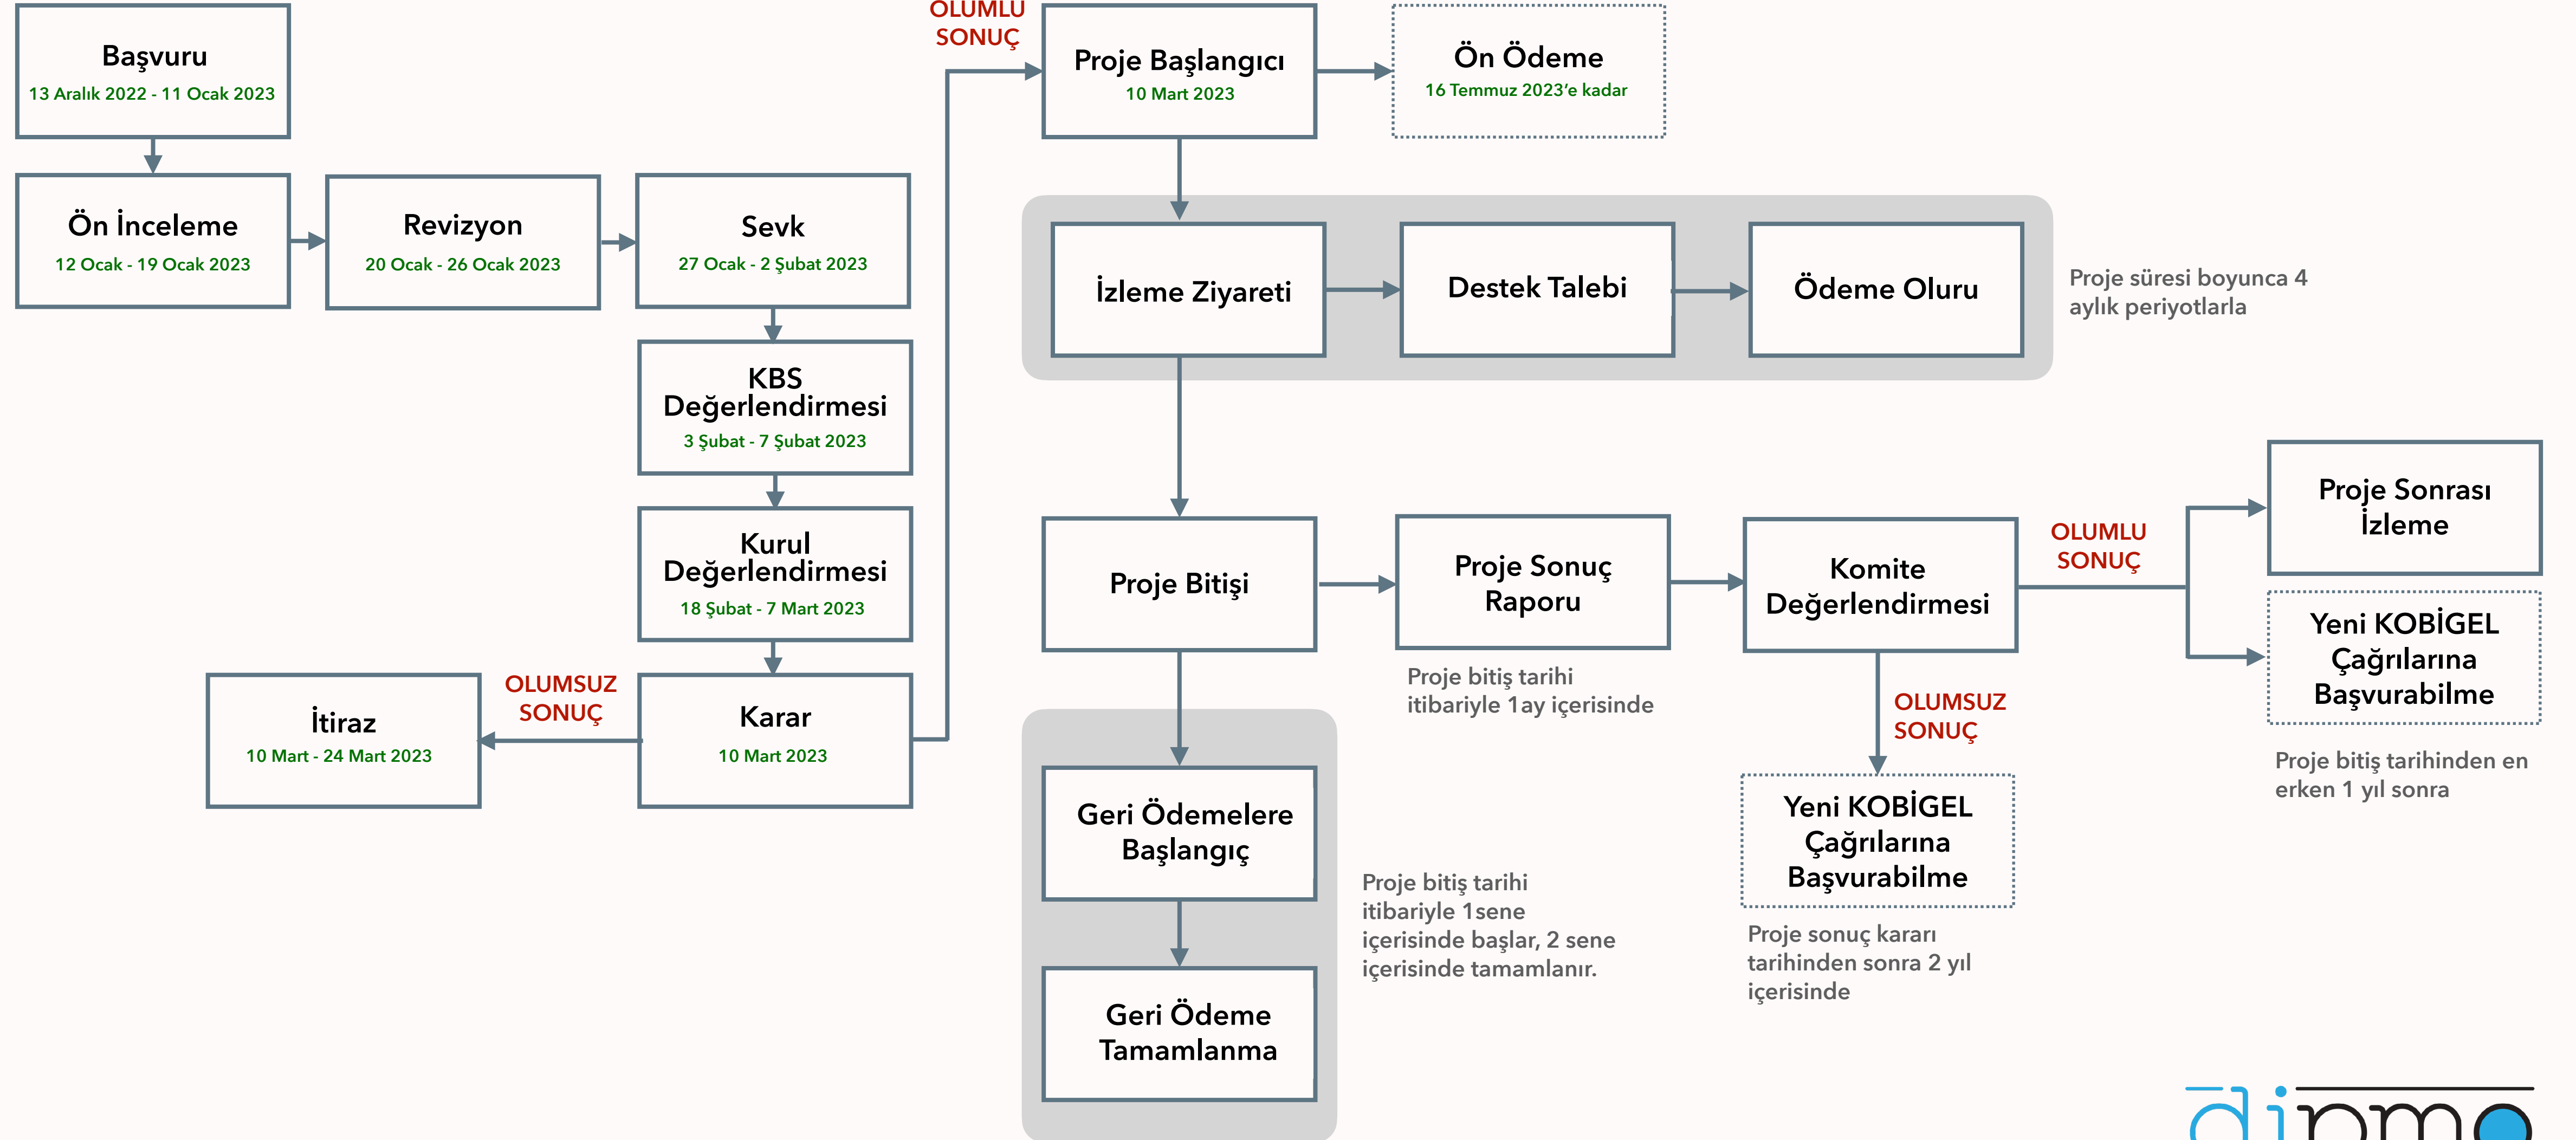 Başvuru
13 Aralık 2022 - 11 Ocak 2023
Ön İnceleme
12 Ocak - 19 Ocak 2023
Revizyon
20 Ocak - 26 Ocak 2023
Sevk
27 Ocak - 2 Şubat 2023
KBS
Değerlendirmesi
3 Şubat - 7 Şubat 2023
Kurul
Değerlendirmesi
18 Şubat - 7 Mart 2023
Karar
10 Mart 2023
OLUMSUZ
SONUÇ
İtiraz
10 Mart - 24 Mart 2023
OLUMLU
SONUÇ
Proje Başlangıcı
10 Mart 2023
Ön Ödeme
16 Temmuz 2023'e kadar
İzleme Ziyareti
Destek Talebi
Ödeme Oluru
Proje süresi boyunca 4
aylık periyotlarla
Proje Bitişi
Proje Sonuç
Raporu
Proje bitiş tarihi
itibariyle 1ay içerisinde
Komite
Değerlendirmesi
OLUMLU
SONUÇ
Proje Sonrası
İzleme
Yeni KOBİGEL
Çağrılarına
Başvurabilme
Proje bitiş tarihinden en
erken 1 yıl sonra
OLUMSUZ
SONUÇ
Yeni KOBİGEL
Çağrılarına
Başvurabilme
Proje sonuç kararı
tarihinden sonra 2 yıl
içerisinde
Geri Ödemelere
Başlangıç
Geri Ödeme
Tamamlanma
Proje bitiş tarihi
itibariyle 1sene
içerisinde başlar, 2 sene
içerisinde tamamlanır.
dipmo